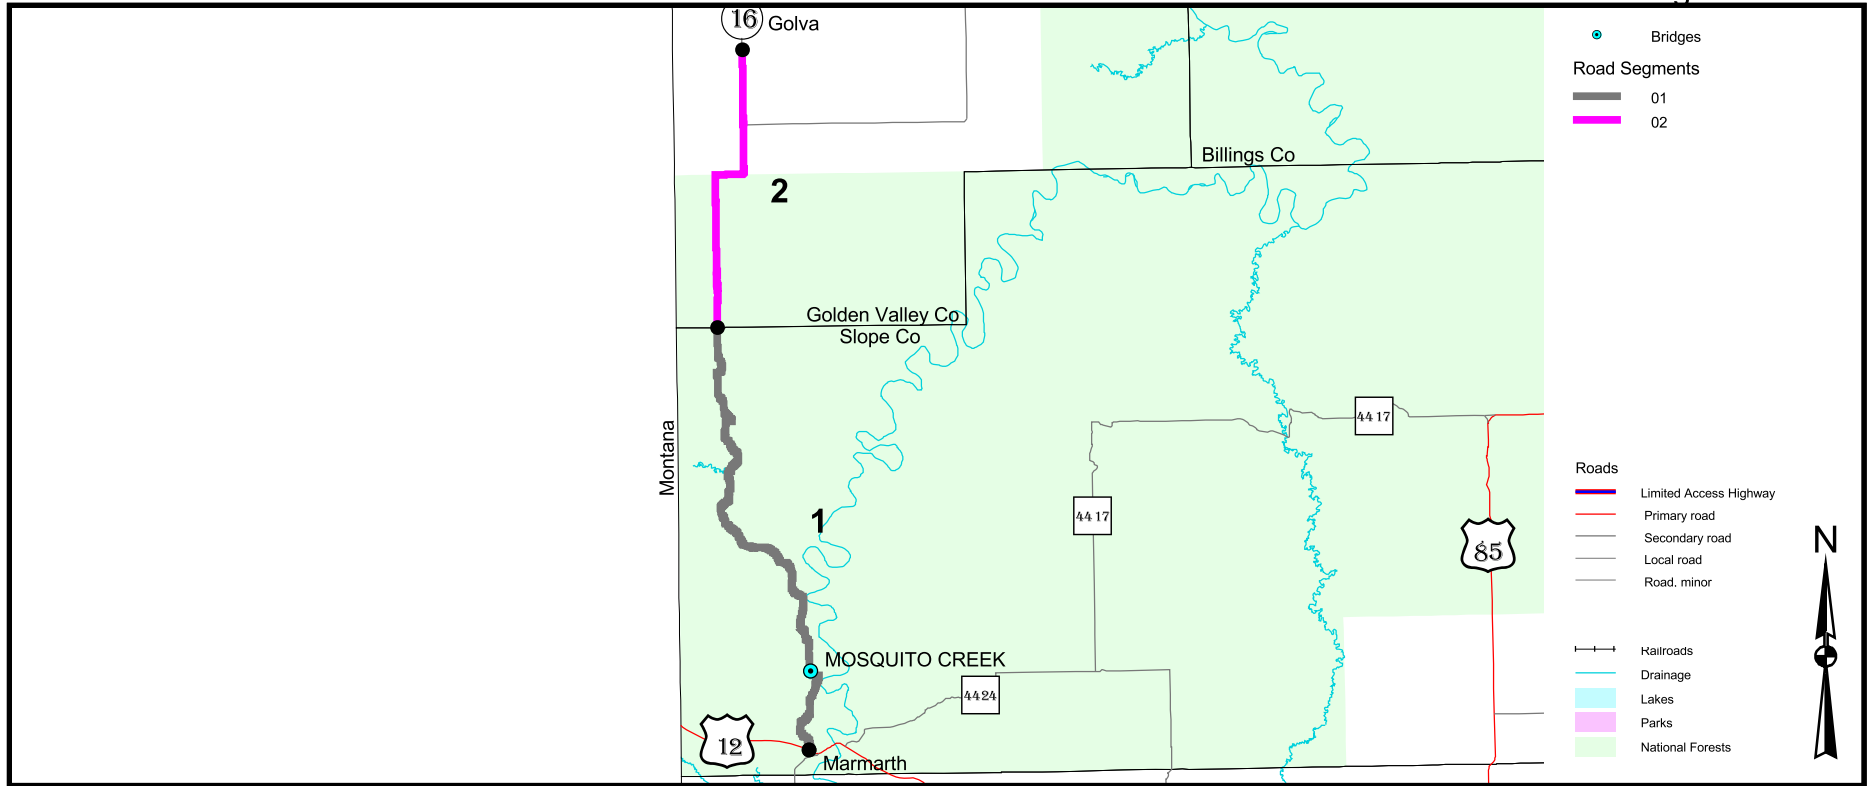 16
Golva
Bridges
Road Segments
01
02
Billings Co
2
Golden Valley Co
Slope Co
Montana
44 17
44 17
1
85
Roads
Limited Access Highway
Primary road
Secondary road
Local road
Road, minor
N
MOSQUITO CREEK
4424
12
Marmarth
Railroads
Drainage
Lakes
Parks
National Forests